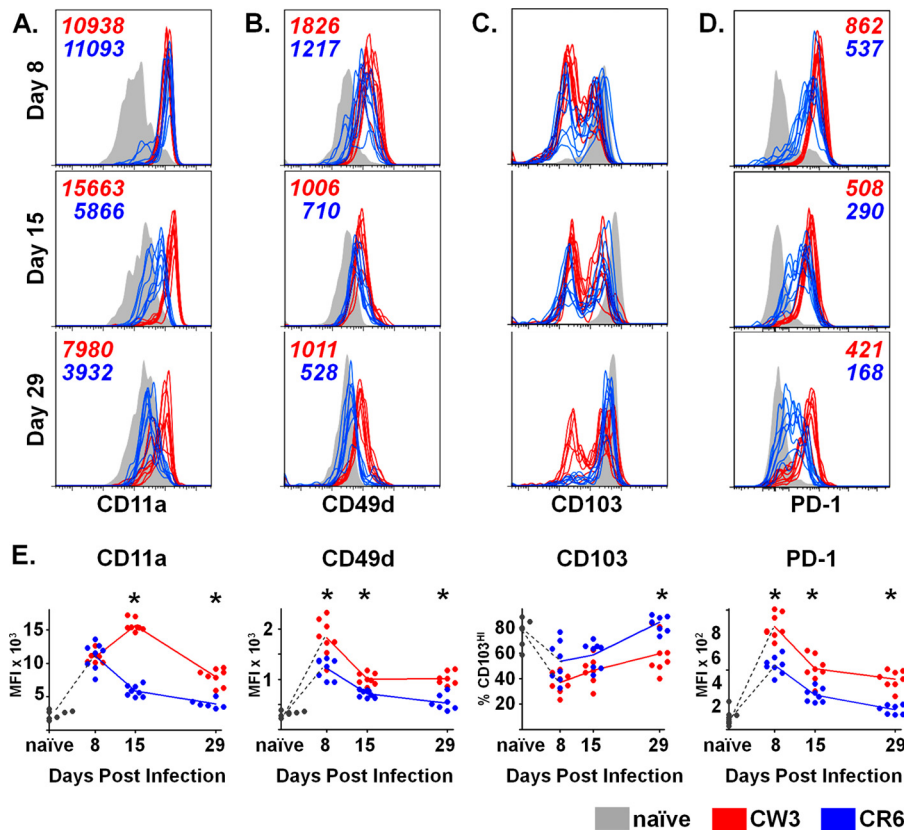 A. B. C. D.
Day 8
10938
11093
1826
1217
862
537
Day 15
15663
5866
1006
710
508
290
Day 29
7980
3932
1011
528
421
168
CD11a CD49d CD103 PD-1
E.
CD11a CD49d CD103 PD-1
* * * * * * * * *
MFI x 10³
15
10
5
naïve 8 15 29
Days Post Infection
MFI x 10³
2
1
naïve 8 15 29
Days Post Infection
% CD103ᴴᴵ
80
60
40
20
naïve 8 15 29
Days Post Infection
MFI x 10²
8
6
4
2
naïve 8 15 29
Days Post Infection
naïve CW3 CR6